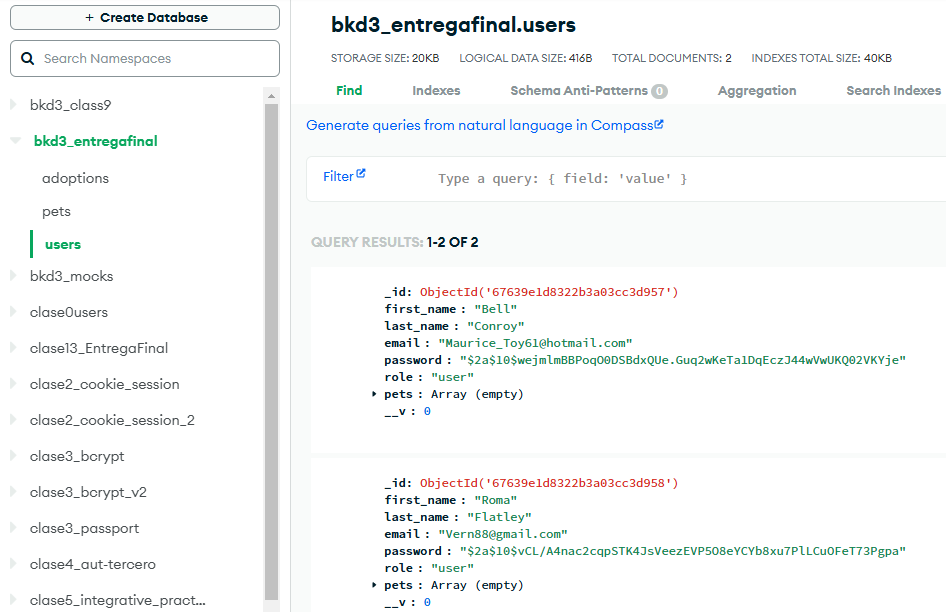 + Create Database
Search Namespaces
bkd3_class9
bkd3_entregafinal
adoptions
pets
users
bkd3_mocks
clase0users
clase13_EntregaFinal
clase2_cookie_session
clase2_cookie_session_2
clase3_bcrypt
clase3_bcrypt_v2
clase3_passport
clase4_aut-tercero
clase5_integrative_pract...
bkd3_entregafinal.users
STORAGE SIZE: 20KB LOGICAL DATA SIZE: 416B TOTAL DOCUMENTS: 2 INDEXES TOTAL SIZE: 40KB
Find Indexes Schema Anti-Patterns 0 Aggregation Search Indexes
Generate queries from natural language in Compass
Filter Type a query: { field: 'value' }
QUERY RESULTS: 1-2 OF 2
_id: ObjectId('67639e1d8322b3a03cc3d957')
first_name : "Bell"
last_name : "Conroy"
email : "Maurice_Toy61@hotmail.com"
password : "$2a$10$wejmlmBBPoqO0DSBdxQUe.Guq2wKeTa1DqEczJ44wVwUKQ02VKYje"
role : "user"
pets : Array (empty)
__v : 0
_id: ObjectId('67639e1d8322b3a03cc3d958')
first_name : "Roma"
last_name : "Flatley"
email : "Vern88@gmail.com"
password : "$2a$10$vCL/A4nac2cqpSTK4JsVeezEVP5O8eYCYb8xu7PlLCuOFeT73Pgpa"
role : "user"
pets : Array (empty)
__v : 0